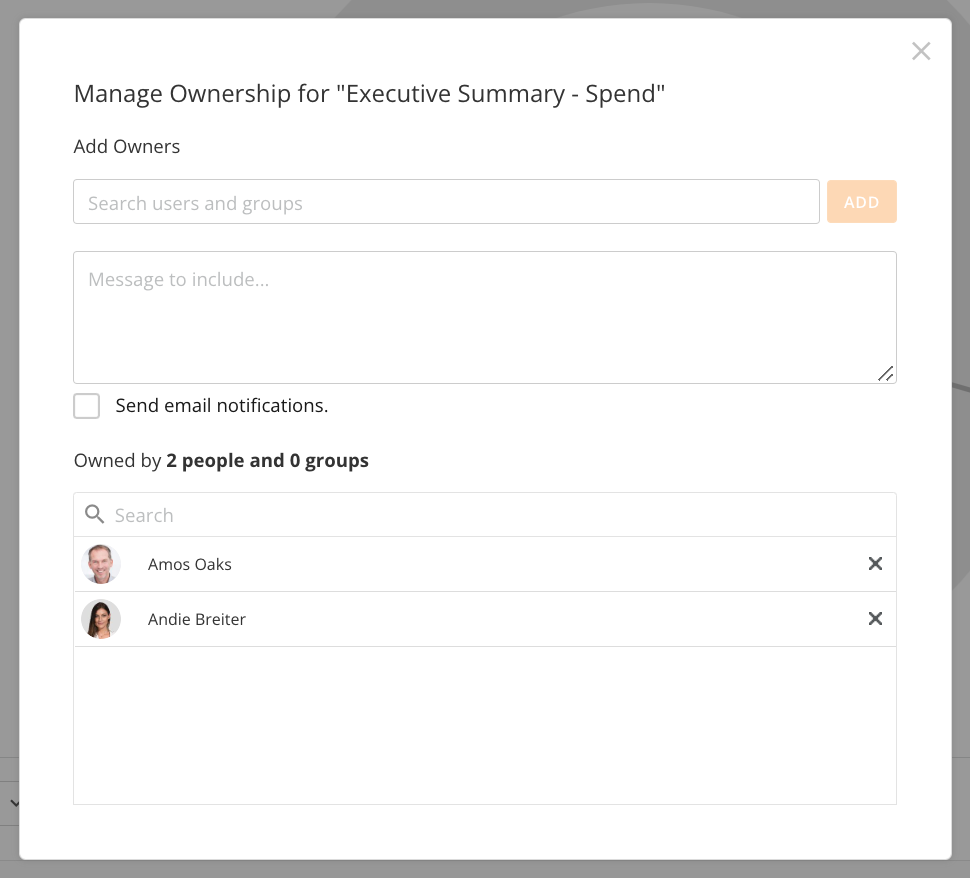 Manage Ownership for "Executive Summary - Spend"
Add Owners
Search users and groups
ADD
Message to include...
Send email notifications.
Owned by 2 people and 0 groups
Search
Amos Oaks
Andie Breiter